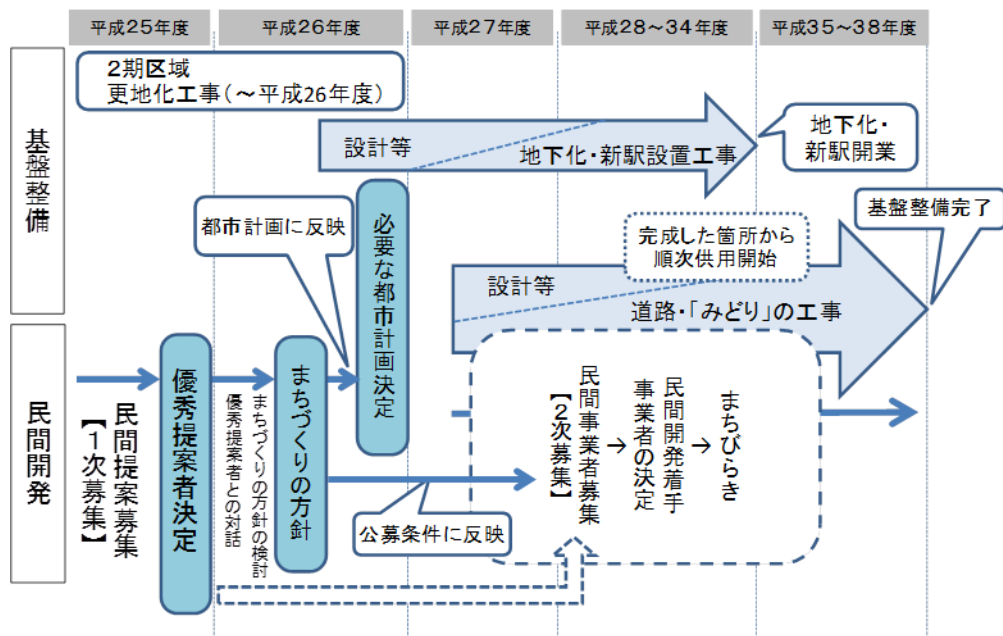 平成25年度
平成26年度
平成27年度
平成28～34年度
平成35～38年度
基盤整備
2期区域
更地化工事(～平成26年度)
設計等
地下化・新駅設置工事
地下化・
新駅開業
都市計画に反映
必要な都市計画決定
完成した箇所から
順次供用開始
基盤整備完了
設計等
道路・「みどり」の工事
民間開発
民間提案募集
【1次募集】
優秀提案者決定
まちづくりの方針の検討
優秀提案者との対話
まちづくりの方針
公募条件に反映
民間事業者募集
【2次募集】
→
民間開発着手
事業者の決定
→
まちびらき